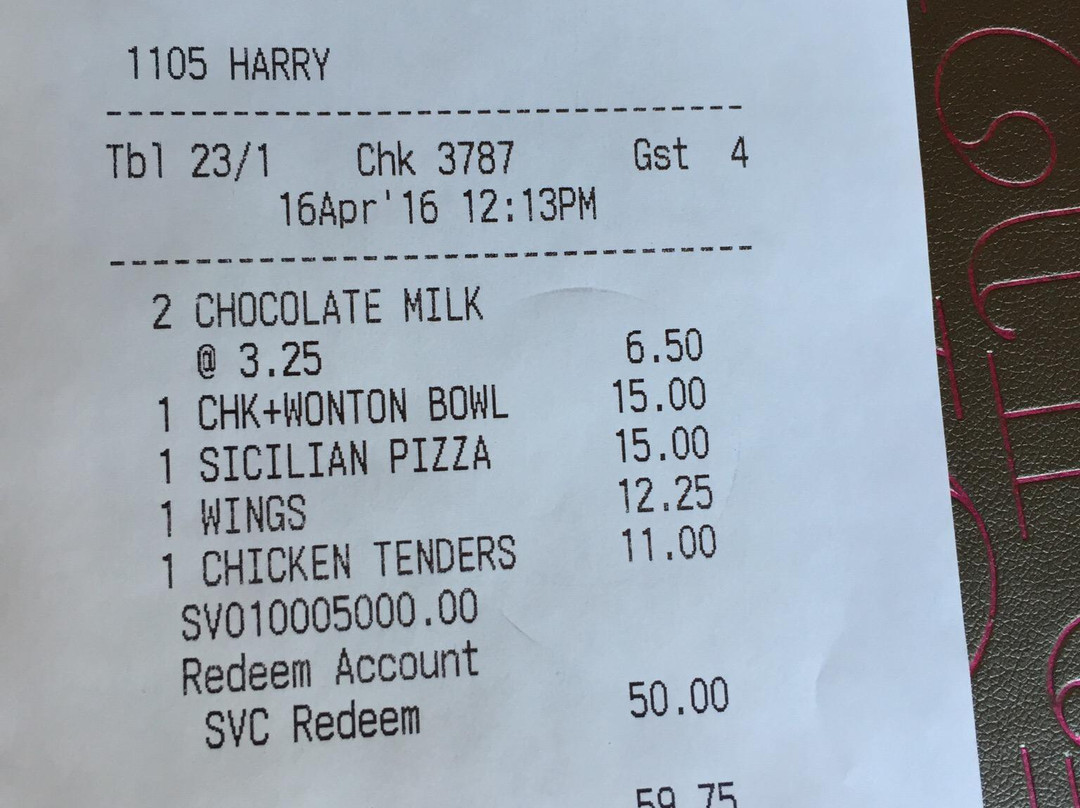 1105 HARRY
--------------------------------
Tbl 23/1 Chk 3787 Gst 4
16Apr'16 12:13PM
--------------------------------
2 CHOCOLATE MILK
@ 3.25 6.50
1 CHK+WONTON BOWL 15.00
1 SICILIAN PIZZA 15.00
1 WINGS 12.25
1 CHICKEN TENDERS 11.00
SV010005000.00
Redeem Account
SVC Redeem 50.00
59.75